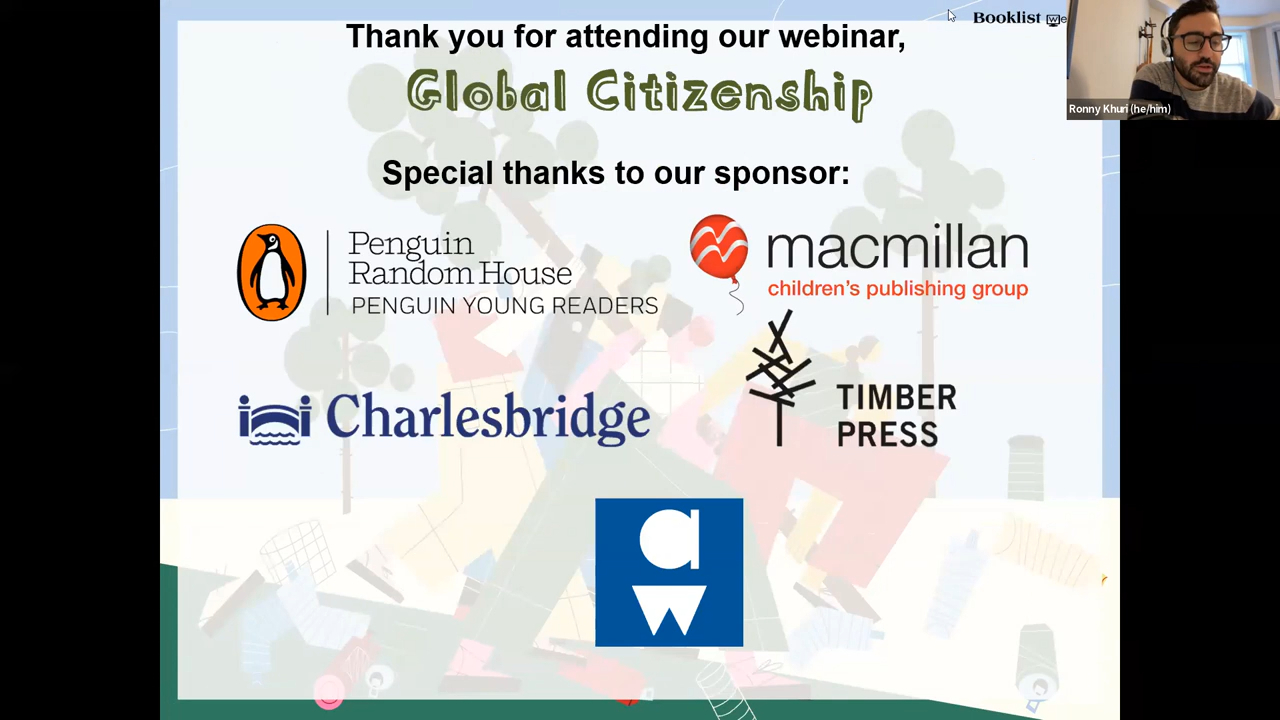 Thank you for attending our webinar,
Booklist we
Global Citizenship
Ronny Khuri (he/him)
Special thanks to our sponsor:
Penguin
Random House
PENGUIN YOUNG READERS
macmillan
children's publishing group
Charlesbridge
TIMBER
PRESS
a
w